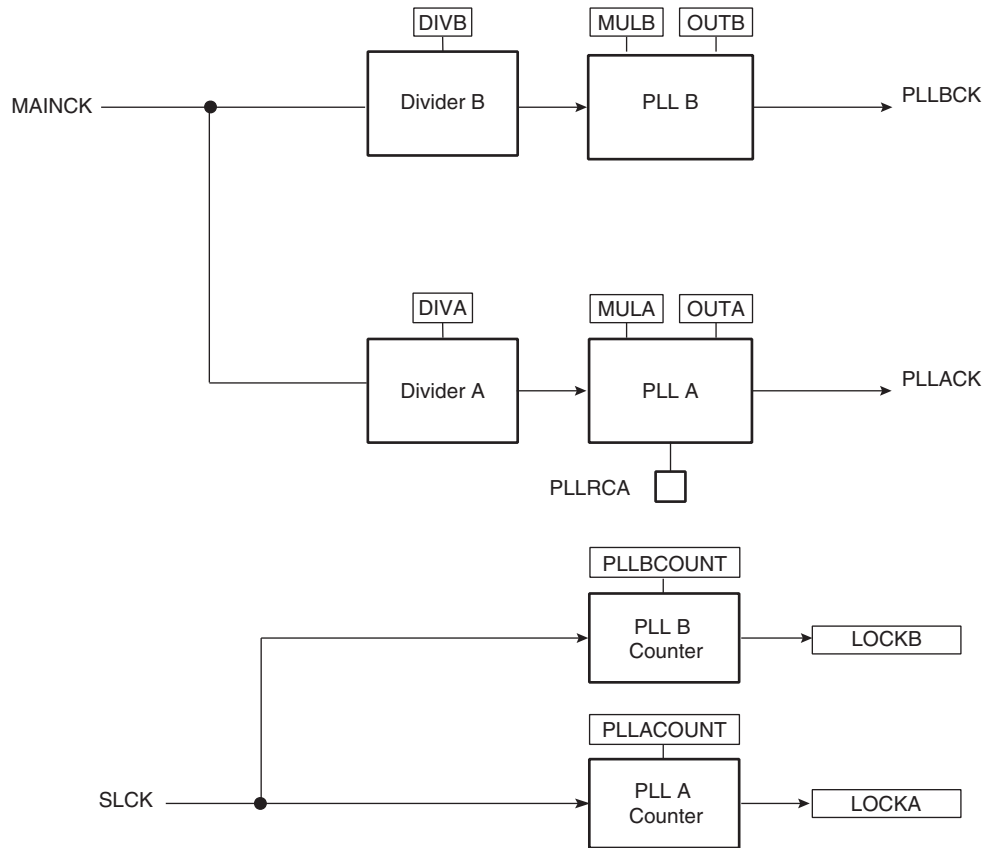 DIVB
MULB
OUTB
MAINCK
Divider B
PLL B
PLLBCK
DIVA
MULA
OUTA
Divider A
PLL A
PLLACK
PLLRCA
PLLBCOUNT
PLL B
Counter
LOCKB
PLLACOUNT
SLCK
PLL A
Counter
LOCKA